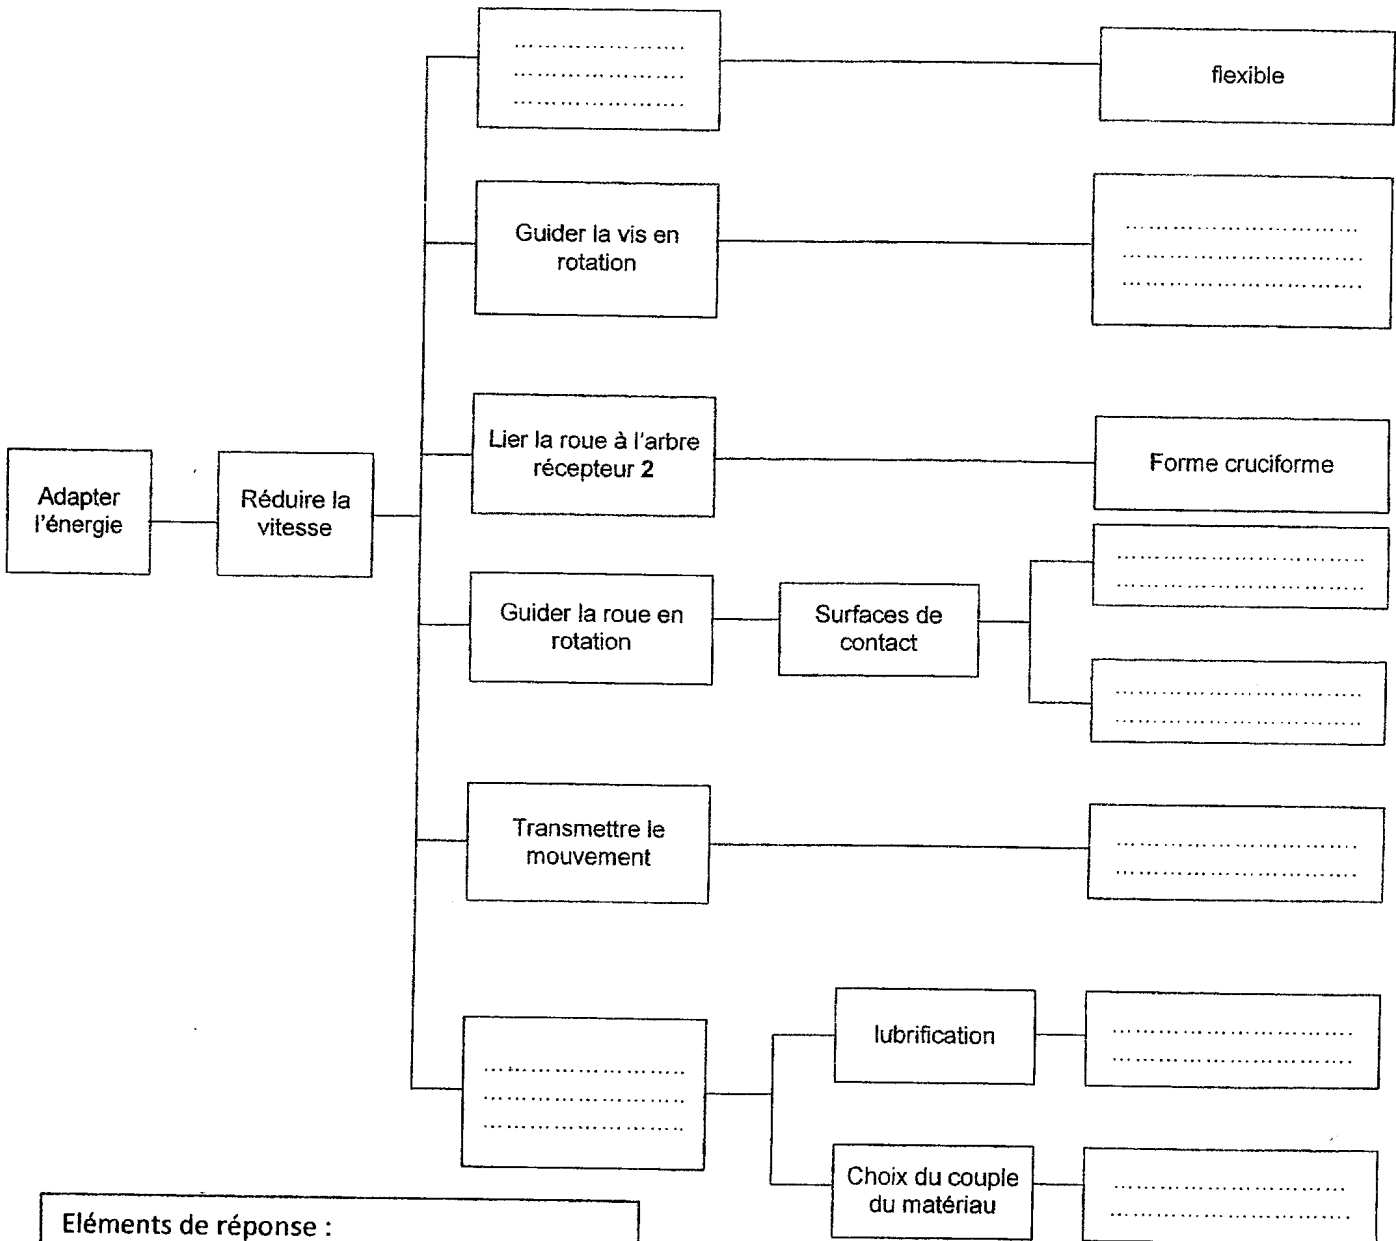 ........................
........................
........................
flexible
Guider la vis en
rotation
........................
........................
........................
Lier la roue à l'arbre
récepteur 2
Forme cruciforme
Adapter
l'énergie
Réduire la
vitesse
........................
........................
Guider la roue en
rotation
Surfaces de
contact
........................
........................
Transmettre le
mouvement
........................
........................
lubrification
........................
........................
........................
........................
........................
Choix du couple
du matériau
........................
........................
Eléments de réponse :